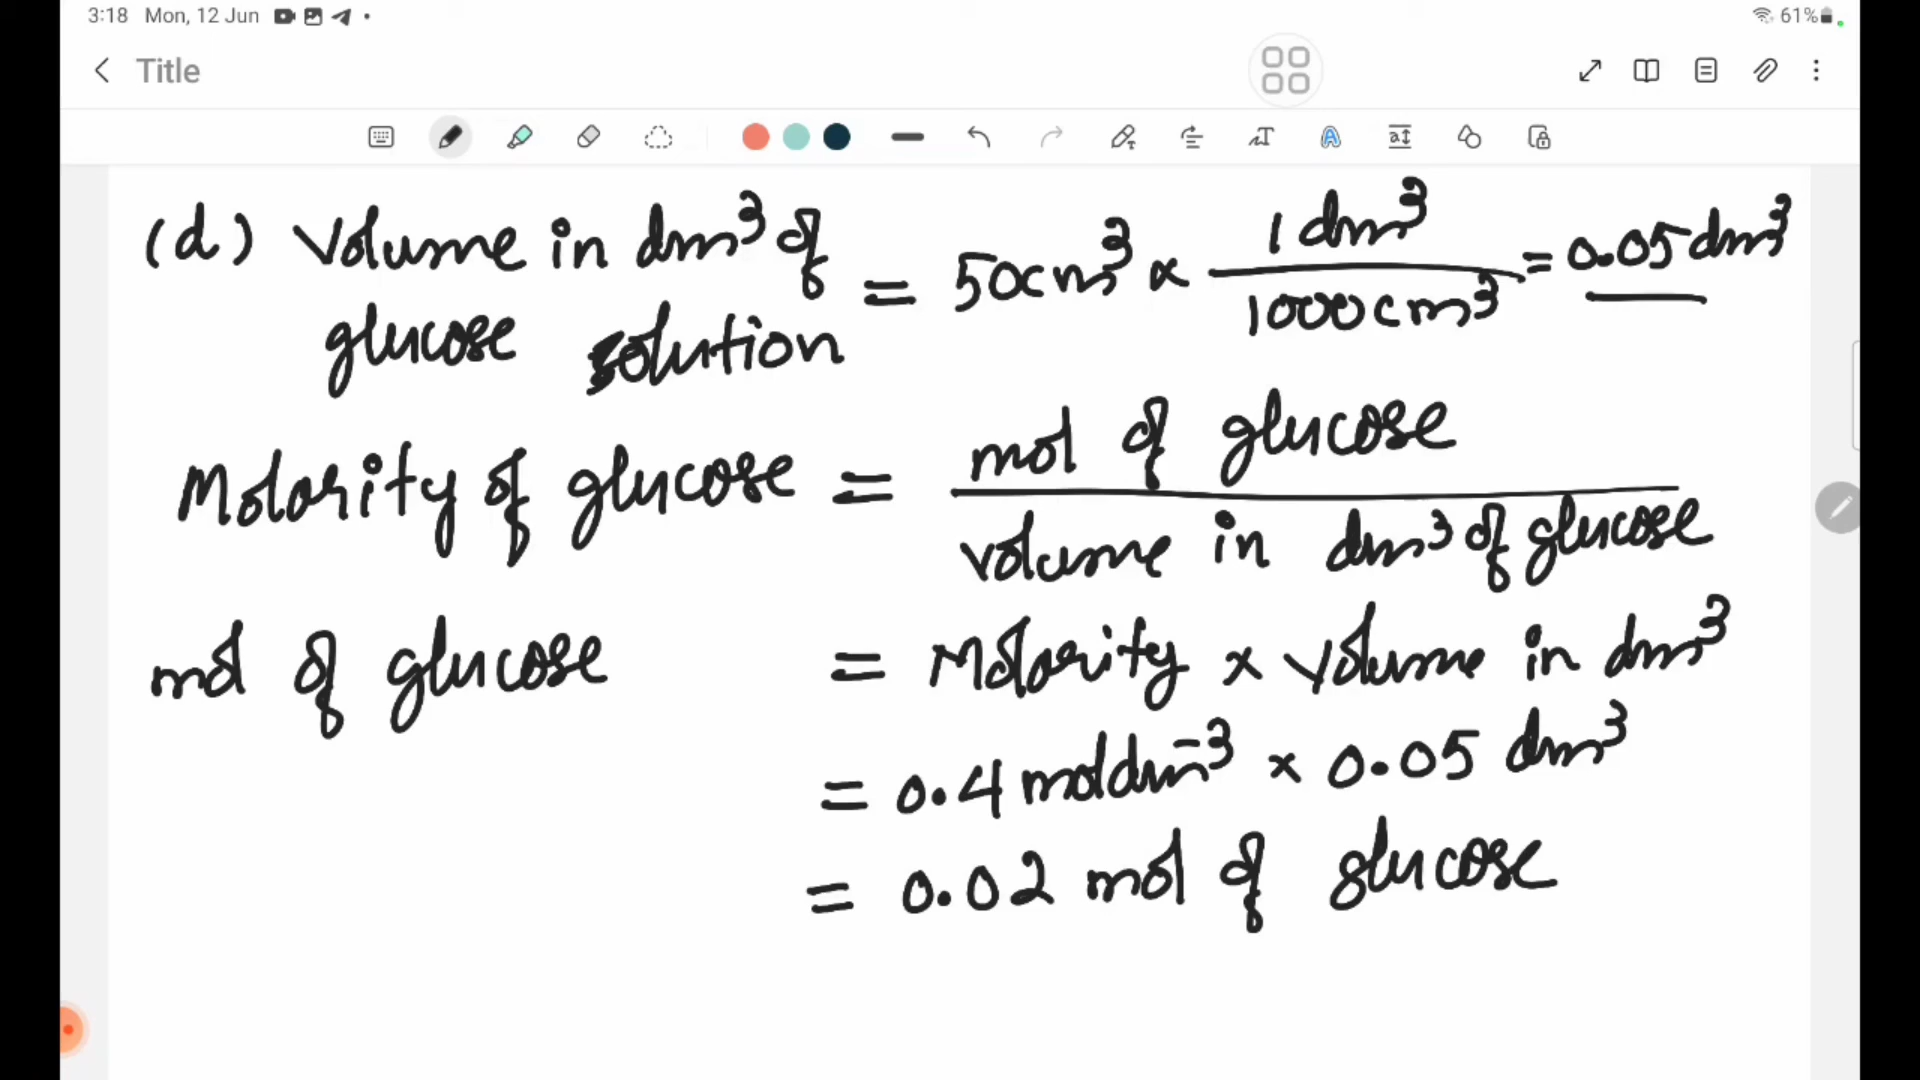 3:18 Mon, 12 Jun
61%
Title
(d) Volume in dm³ of glucose solution = 50cm³ × 1 dm³ / 1000cm³ = 0.05dm³
Molarity of glucose = mol of glucose / volume in dm³ of glucose
mol of glucose = Molarity × volume in dm³
= 0.4 moldm⁻³ × 0.05 dm³
= 0.02 mol of glucose